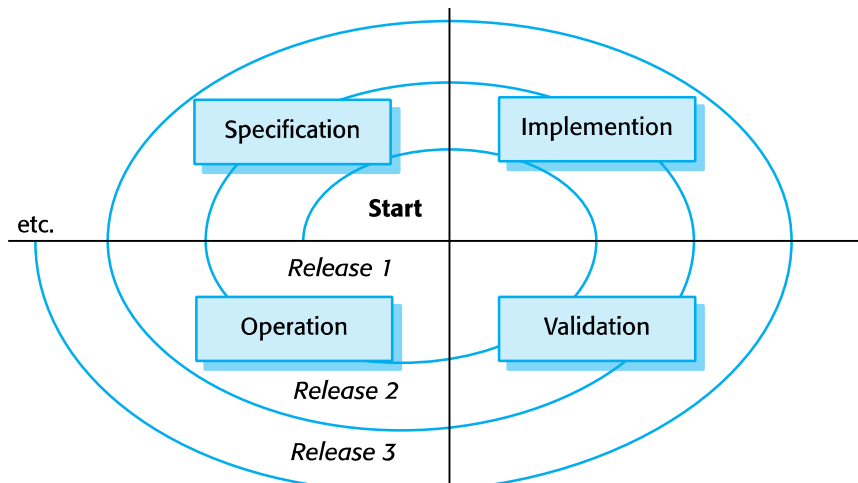 Specification
Implemention
Start
etc.
Release 1
Operation
Validation
Release 2
Release 3